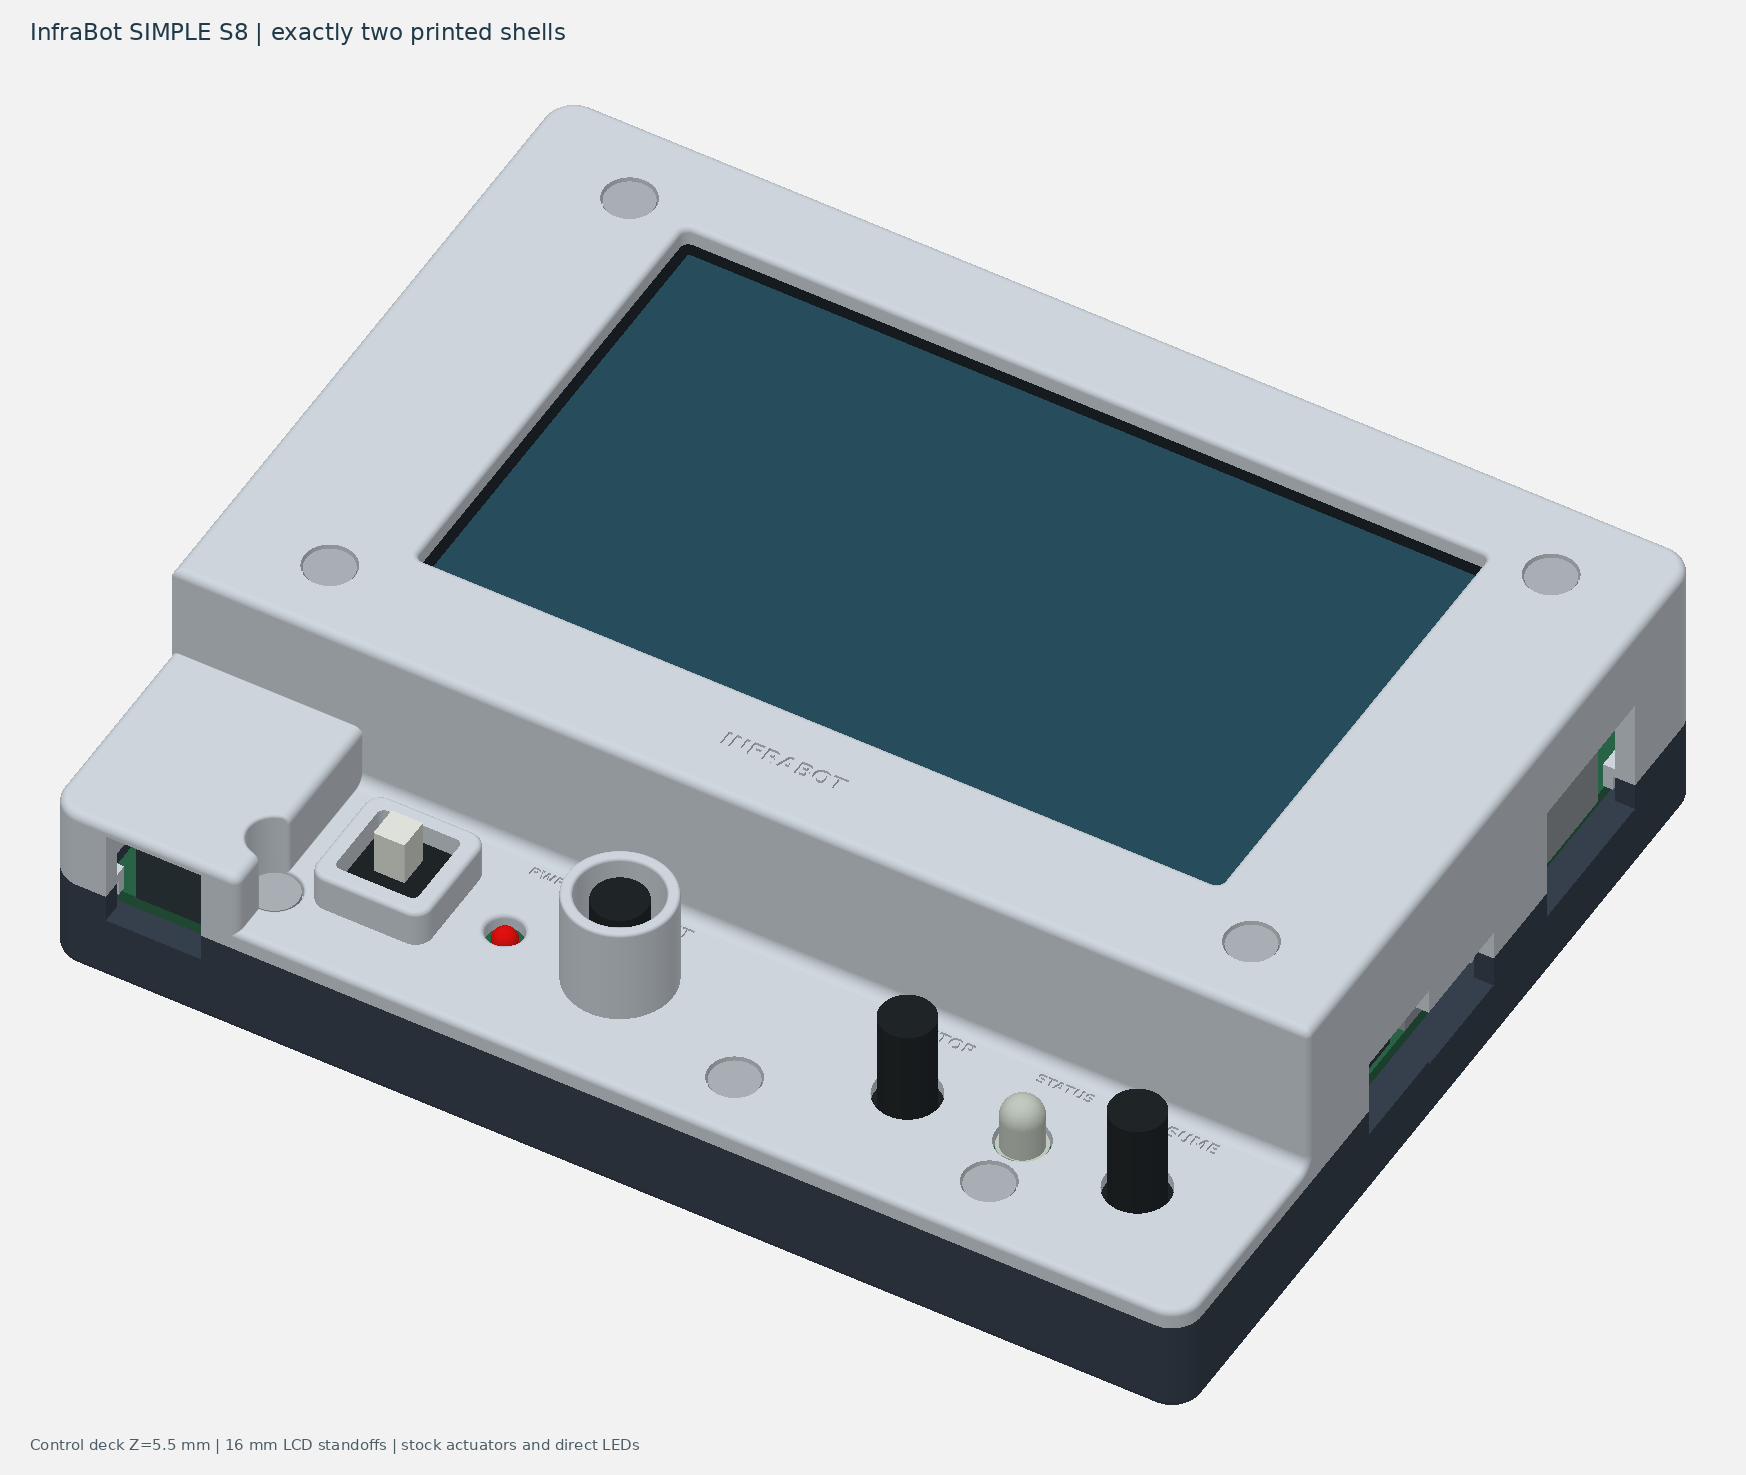 InfraBot SIMPLE S8 | exactly two printed shells
INFRABOT
STATUS
Control deck Z=5.5 mm | 16 mm LCD standoffs | stock actuators and direct LEDs